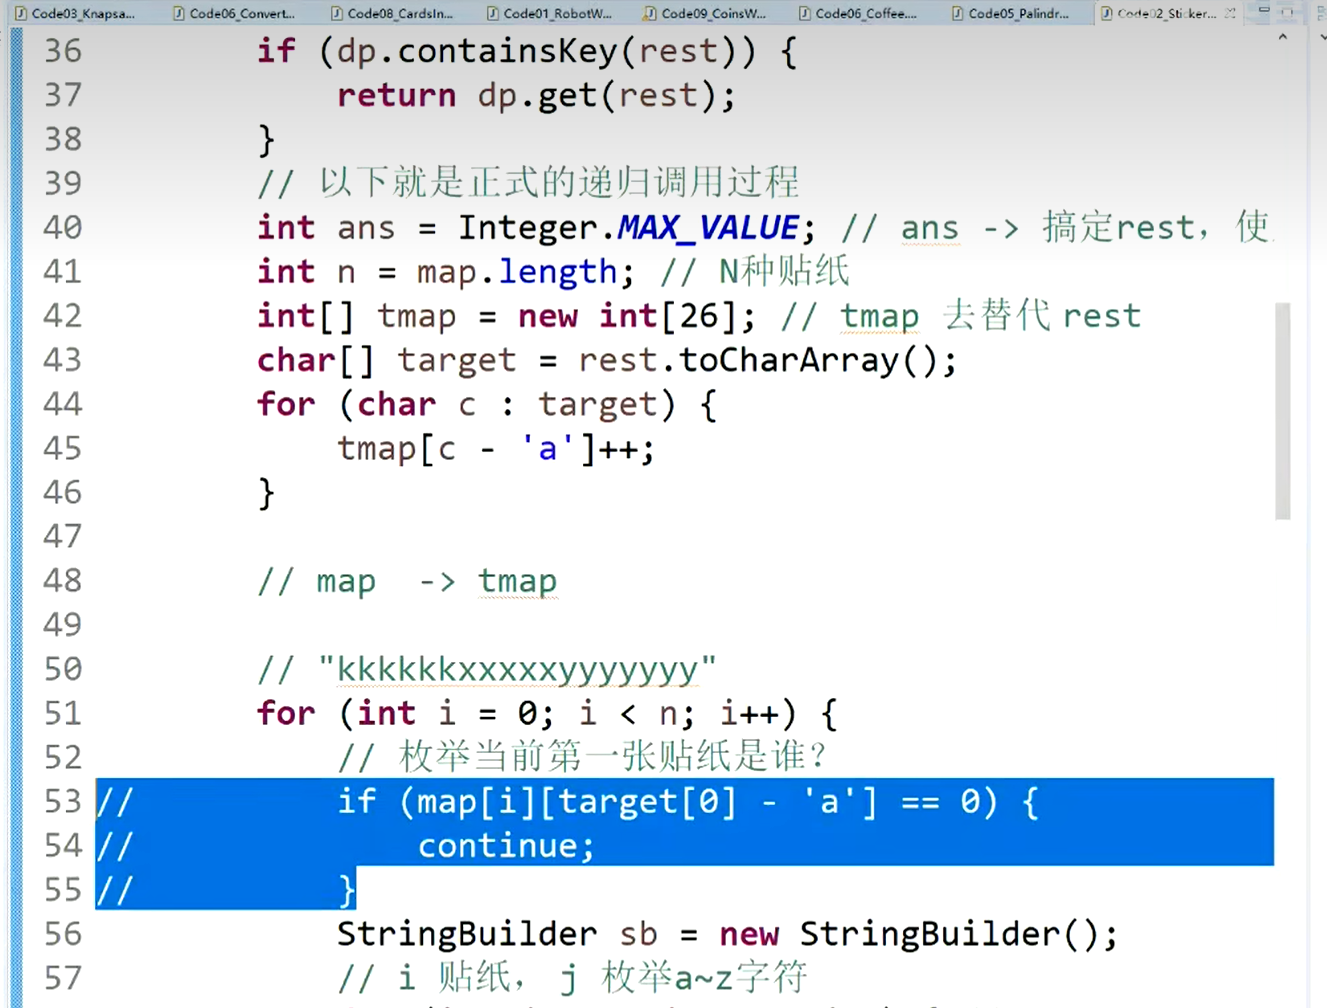 Code03_Knapsa... Code06_Convert... Code08_CardsIn... Code01_RobotW... Code09_CoinsW... Code06_Coffee.... Code05_Palindr... Code02_Sticker...
36 if (dp.containsKey(rest)) {
37 return dp.get(rest);
38 }
39 // 以下就是正式的递归调用过程
40 int ans = Integer.MAX_VALUE; // ans -> 搞定rest，使
41 int n = map.length; // N种贴纸
42 int[] tmap = new int[26]; // tmap 去替代 rest
43 char[] target = rest.toCharArray();
44 for (char c : target) {
45 tmap[c - 'a']++;
46 }
47
48 // map -> tmap
49
50 // "kkkkkkxxxxxyyyyyyy"
51 for (int i = 0; i < n; i++) {
52 // 枚举当前第一张贴纸是谁？
53 // if (map[i][target[0] - 'a'] == 0) {
54 // continue;
55 // }
56 StringBuilder sb = new StringBuilder();
57 // i 贴纸， j 枚举a~z字符